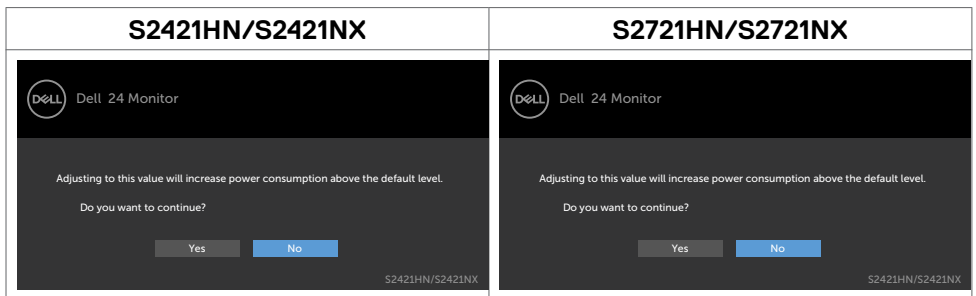 S2421HN/S2421NX
S2721HN/S2721NX
DELL Dell 24 Monitor
Adjusting to this value will increase power consumption above the default level.
Do you want to continue?
Yes No
S2421HN/S2421NX
DELL Dell 24 Monitor
Adjusting to this value will increase power consumption above the default level.
Do you want to continue?
Yes No
S2421HN/S2421NX